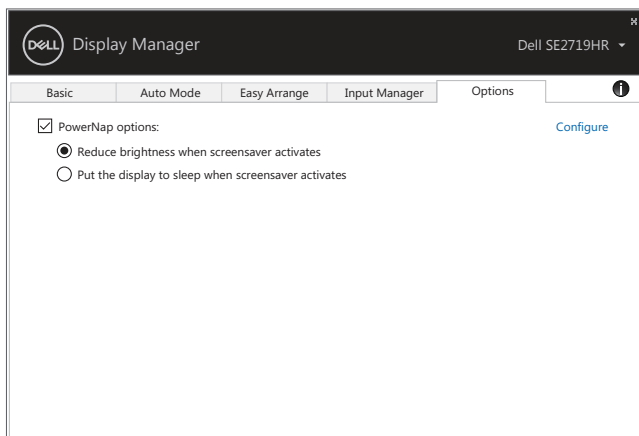 DELL Display Manager Dell SE2719HR
Basic Auto Mode Easy Arrange Input Manager Options
PowerNap options: Configure
Reduce brightness when screensaver activates
Put the display to sleep when screensaver activates